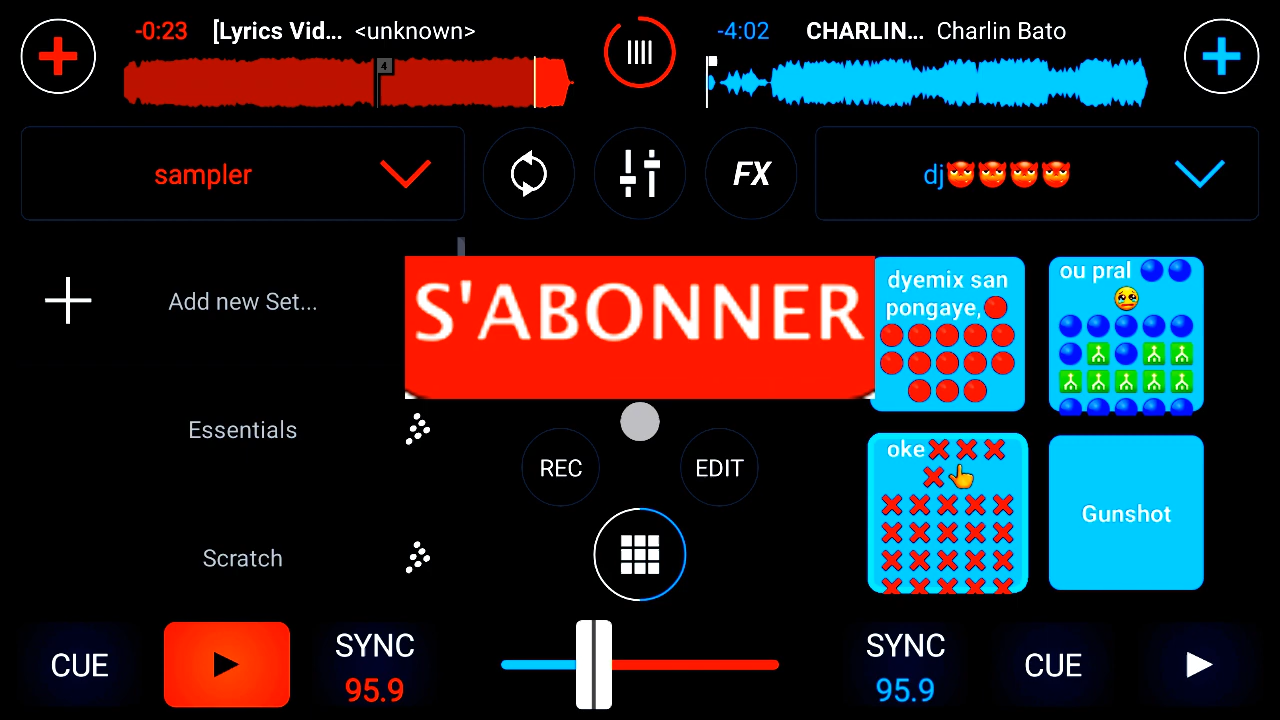 -0:23 [Lyrics Vid... <unknown>
4
-4:02 CHARLIN... Charlin Bato
sampler
FX
dj👹👹👹👹
Add new Set...
S'ABONNER
dyemix san
pongaye,🔴
🔴🔴🔴🔴🔴
🔴🔴🔴🔴🔴
🔴🔴🔴
ou pral 🔵🔵
🥹
🔵🔵🔵🔵🔵
🔵🛤🔵🛤🛤
🛤🛤🛤🛤🛤
🔵🔵🔵🔵🔵
Essentials
REC
EDIT
oke❌❌❌
❌👆
❌❌❌❌❌
❌❌❌❌❌
❌❌❌❌❌
❌❌❌❌❌
Gunshot
Scratch
CUE
SYNC
95.9
SYNC
95.9
CUE